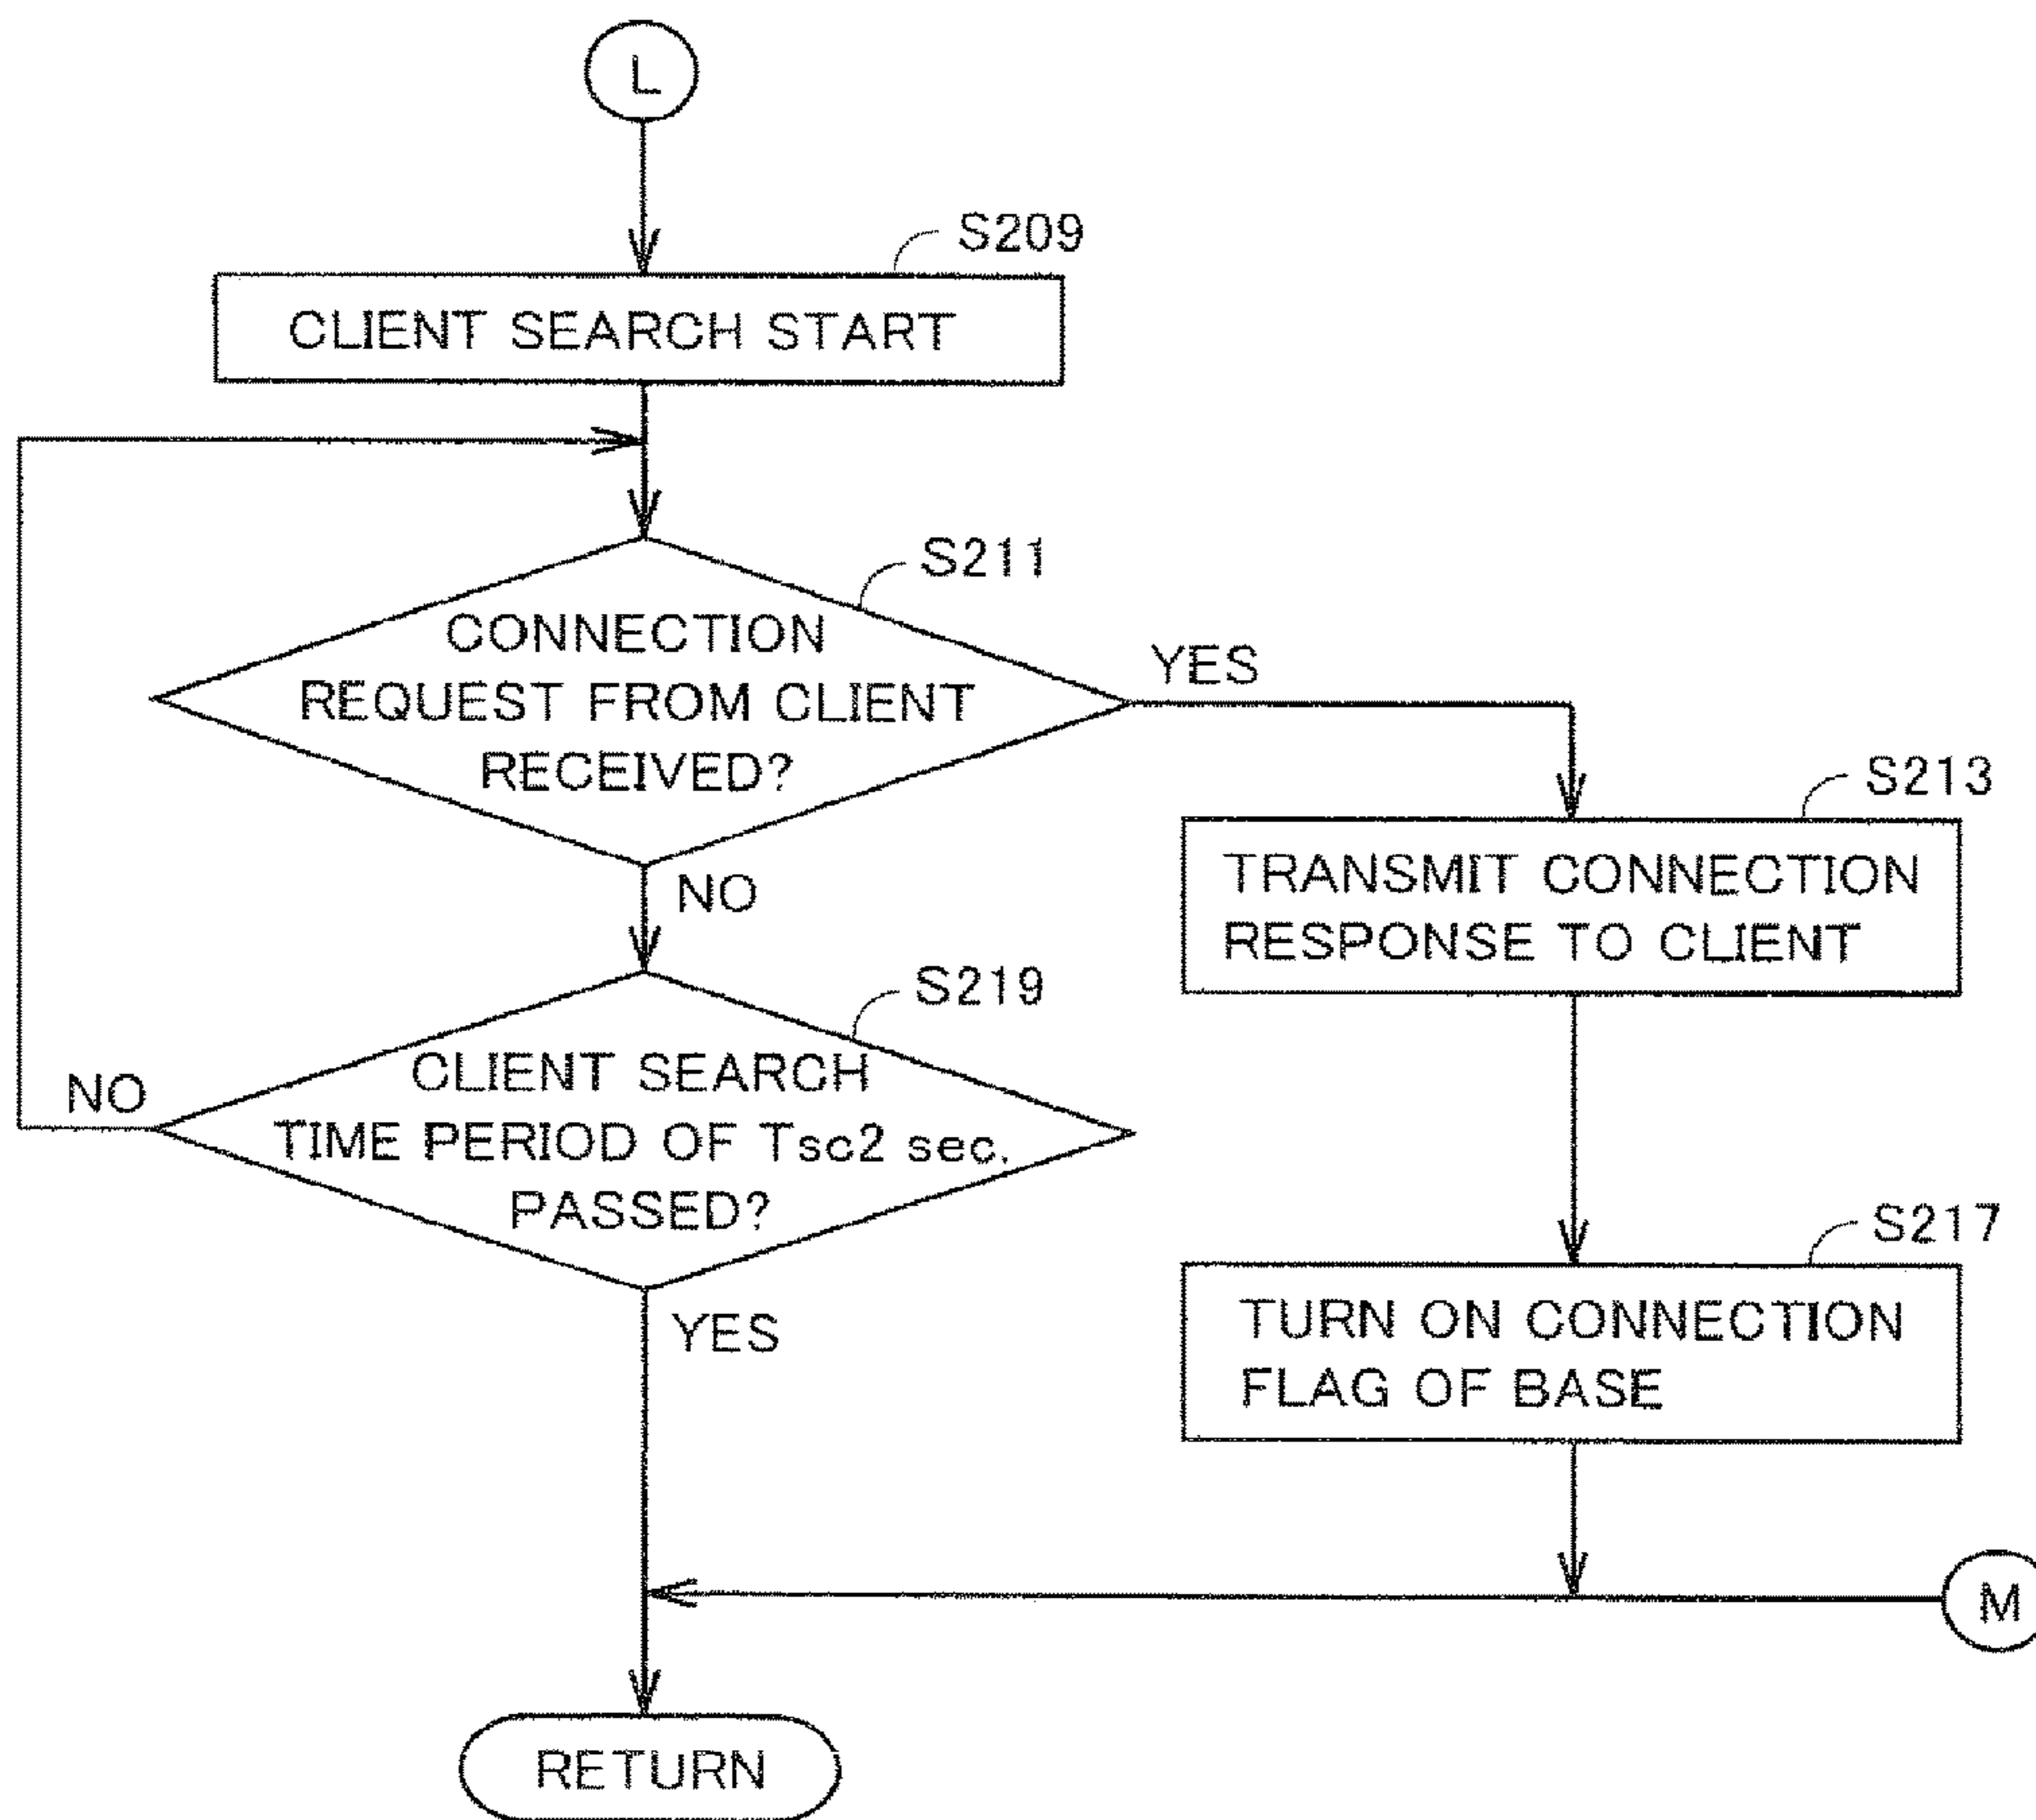 L
S209
CLIENT SEARCH START
S211
CONNECTION
REQUEST FROM CLIENT
RECEIVED?
YES
S213
TRANSMIT CONNECTION
RESPONSE TO CLIENT
NO
S219
CLIENT SEARCH
TIME PERIOD OF Tsc2 sec.
PASSED?
NO
YES
S217
TURN ON CONNECTION
FLAG OF BASE
M
RETURN